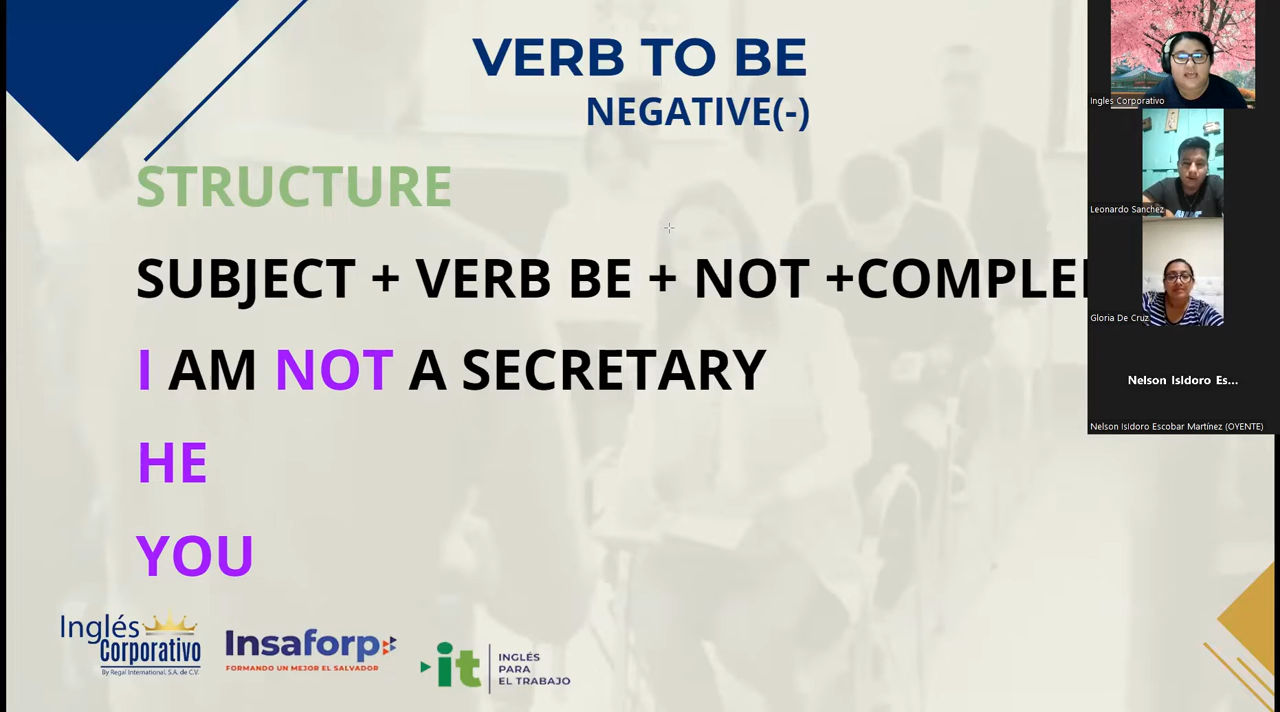 VERB TO BE
NEGATIVE(-)
STRUCTURE
SUBJECT + VERB BE + NOT +COMPLE
I AM NOT A SECRETARY
HE
YOU
Inglés
Corporativo
By Regal International, S.A. de C.V.
Insaforp
FORMANDO UN MEJOR EL SALVADOR
it
INGLÉS
PARA
EL TRABAJO
Ingles Corporativo
Leonardo Sanchez
Gloria De Cruz
Nelson Isldoro Es...
Nelson Isidoro Escobar Martínez (OYENTE)